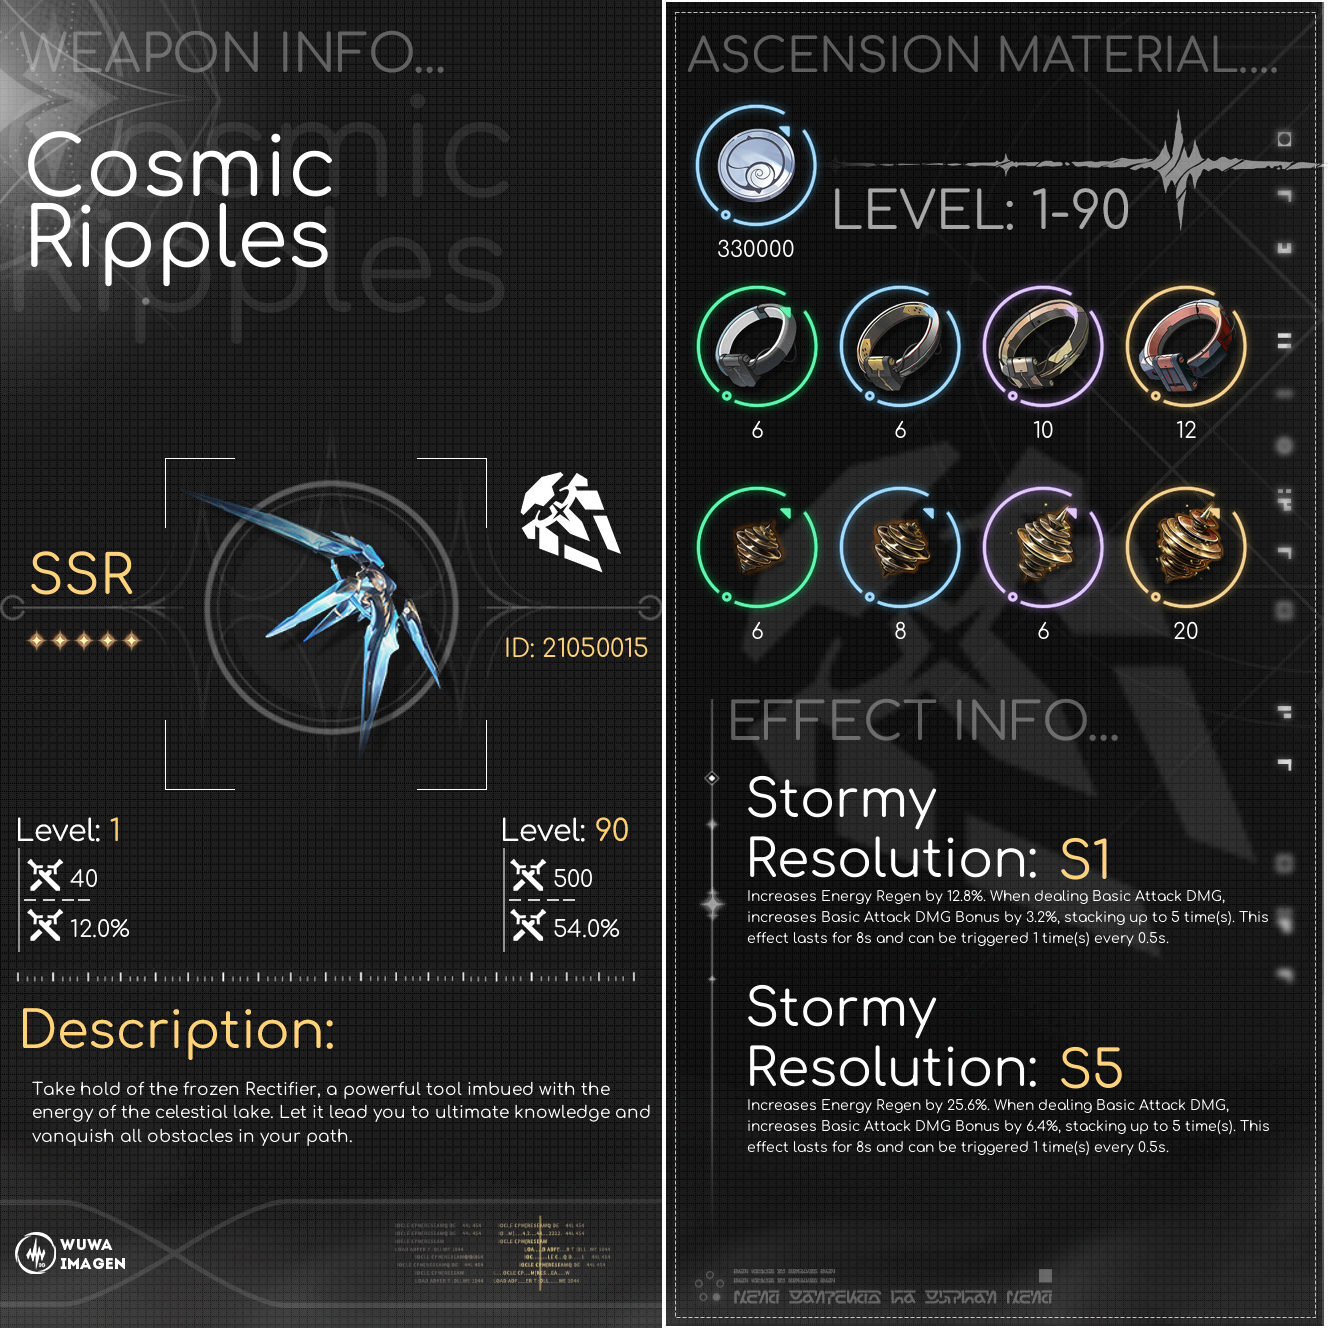 WEAPON INFO...
Cosmic
Ripples
SSR
ID: 21050015
Level: 1
40
12.0%
Level: 90
500
54.0%
Description:
Take hold of the frozen Rectifier, a powerful tool imbued with the
energy of the celestial lake. Let it lead you to ultimate knowledge and
vanquish all obstacles in your path.
WUWA
IMAGEN
ASCENSION MATERIAL....
330000
LEVEL: 1-90
6
6
10
12
6
8
6
20
EFFECT INFO...
Stormy
Resolution: S1
Increases Energy Regen by 12.8%. When dealing Basic Attack DMG,
increases Basic Attack DMG Bonus by 3.2%, stacking up to 5 time(s). This
effect lasts for 8s and can be triggered 1 time(s) every 0.5s.
Stormy
Resolution: S5
Increases Energy Regen by 25.6%. When dealing Basic Attack DMG,
increases Basic Attack DMG Bonus by 6.4%, stacking up to 5 time(s). This
effect lasts for 8s and can be triggered 1 time(s) every 0.5s.